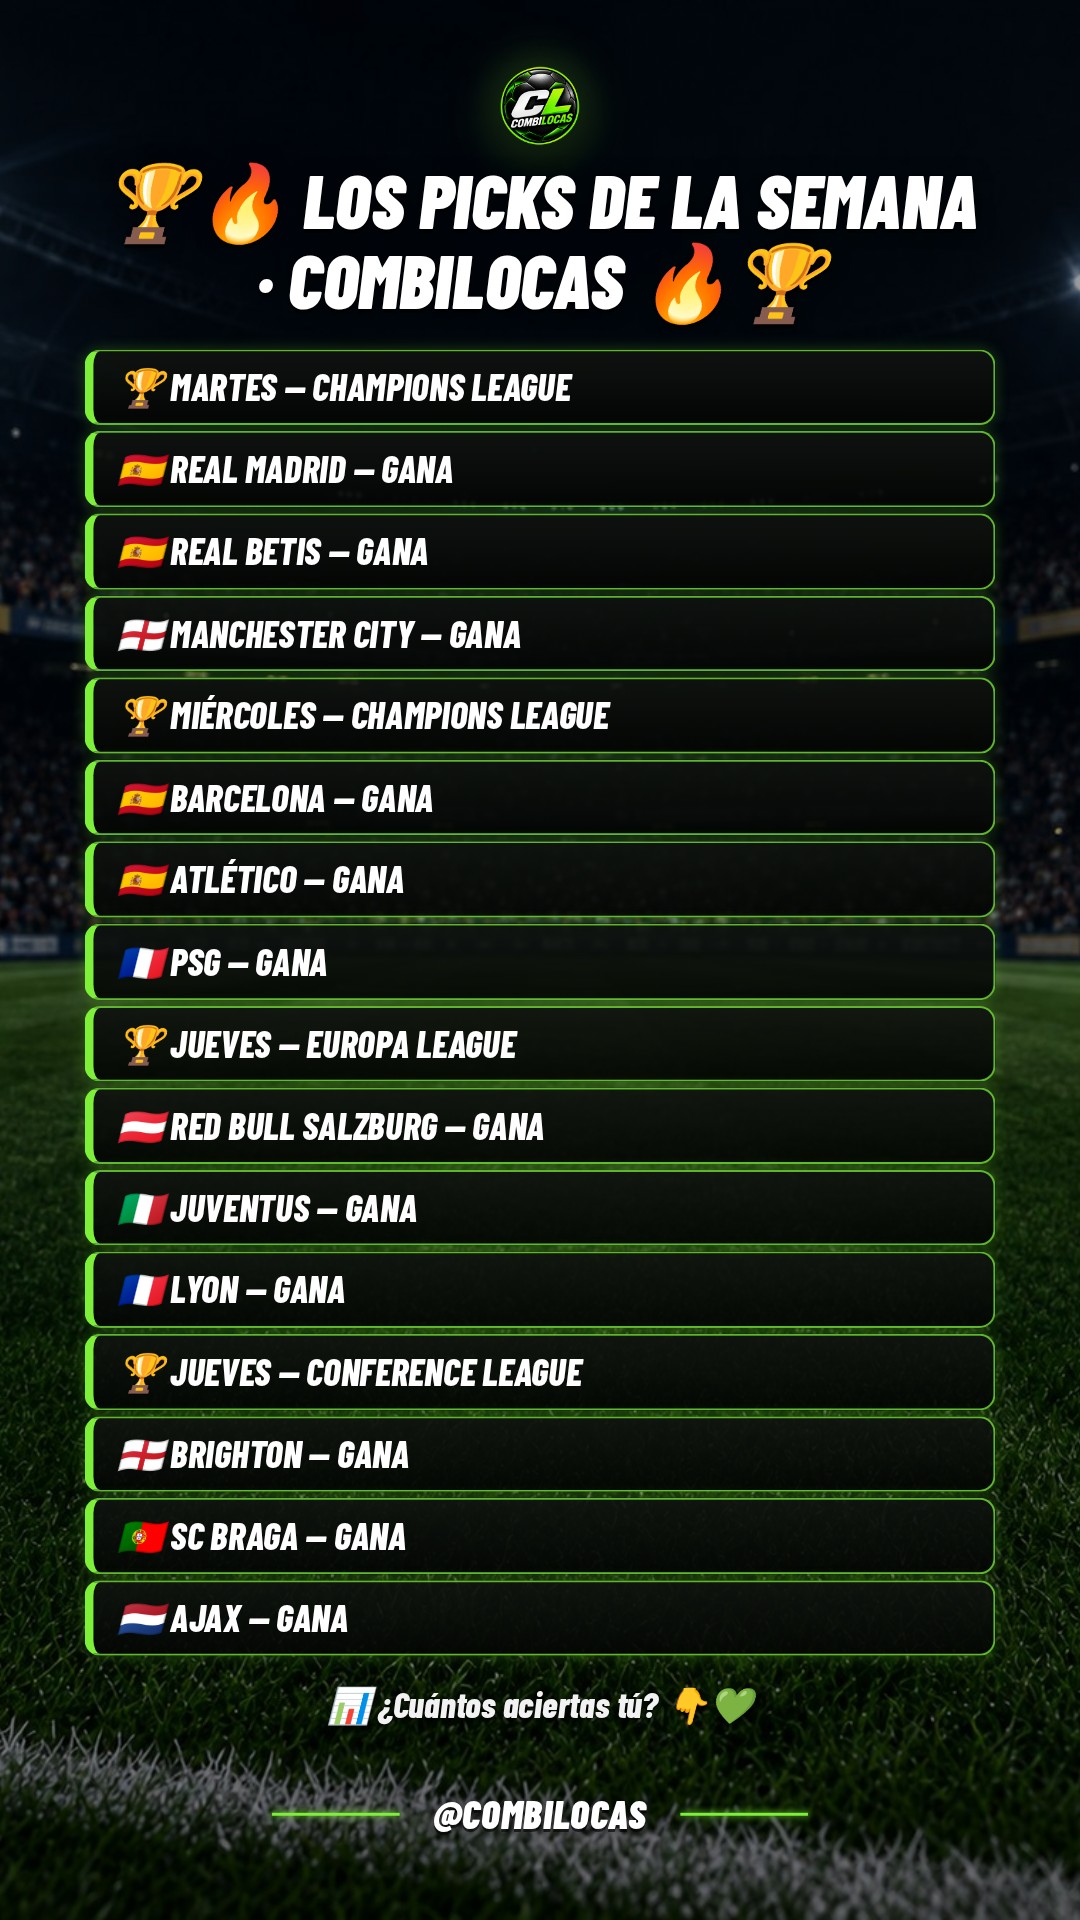 CL
COMBILOCAS
🏆🔥 LOS PICKS DE LA SEMANA
· COMBILOCAS 🔥🏆
🏆 MARTES – CHAMPIONS LEAGUE
🇪🇸 REAL MADRID – GANA
🇪🇸 REAL BETIS – GANA
🏴󠁧󠁢󠁥󠁮󠁧󠁿 MANCHESTER CITY – GANA
🏆 MIÉRCOLES – CHAMPIONS LEAGUE
🇪🇸 BARCELONA – GANA
🇪🇸 ATLÉTICO – GANA
🇫🇷 PSG – GANA
🏆 JUEVES – EUROPA LEAGUE
🇦🇹 RED BULL SALZBURG – GANA
🇮🇹 JUVENTUS – GANA
🇫🇷 LYON – GANA
🏆 JUEVES – CONFERENCE LEAGUE
🏴󠁧󠁢󠁥󠁮󠁧󠁿 BRIGHTON – GANA
🇵🇹 SC BRAGA – GANA
🇳🇱 AJAX – GANA
📊 ¿Cuántos aciertas tú? 👇💚
@COMBILOCAS